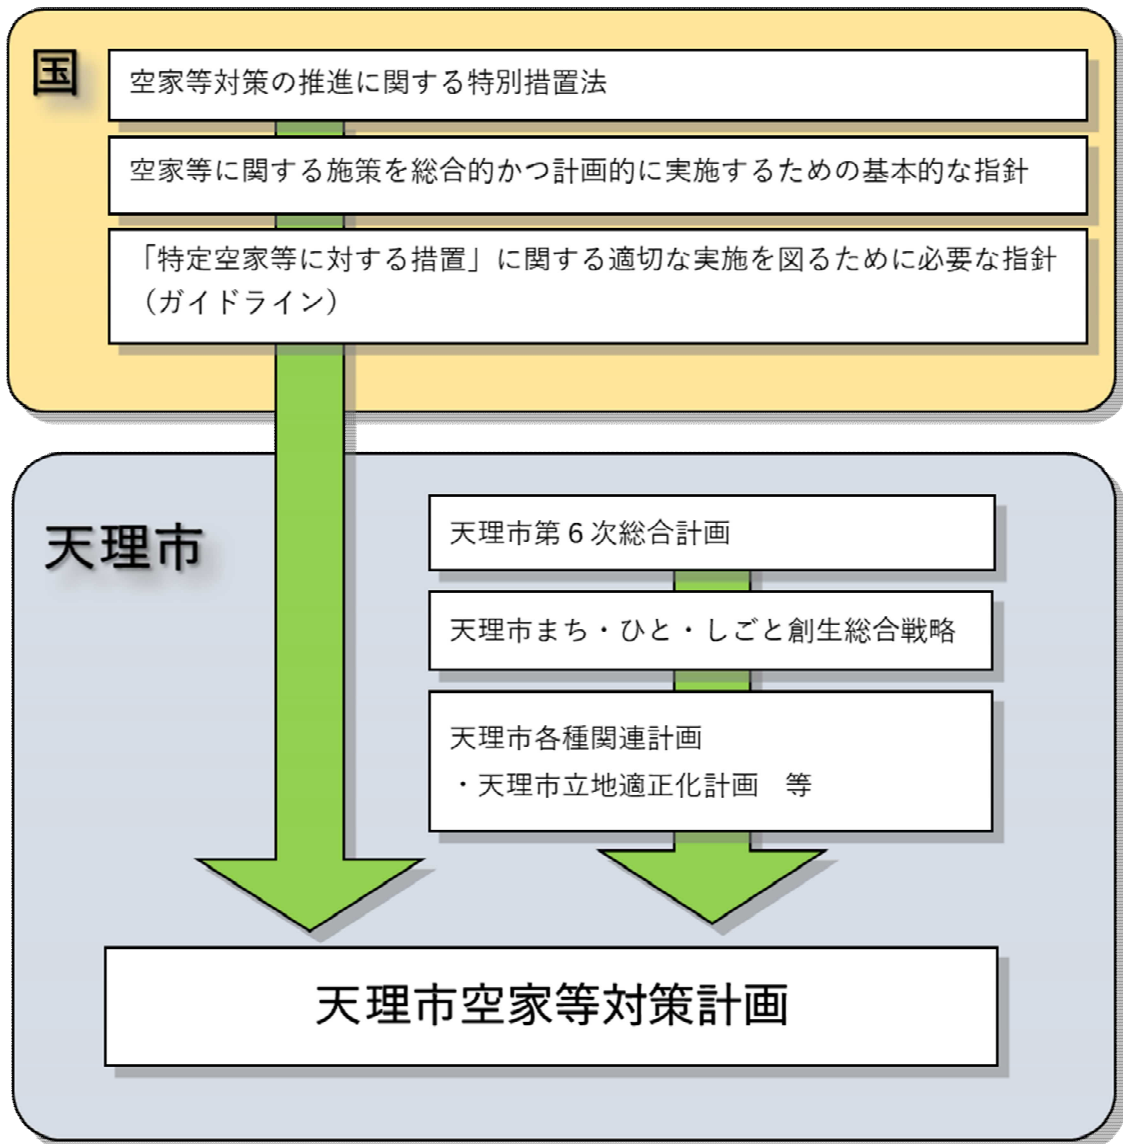 国
空家等対策の推進に関する特別措置法
空家等に関する施策を総合的かつ計画的に実施するための基本的な指針
「特定空家等に対する措置」に関する適切な実施を図るために必要な指針
（ガイドライン）
天理市
天理市第６次総合計画
天理市まち・ひと・しごと創生総合戦略
天理市各種関連計画
・天理市立地適正化計画　等
天理市空家等対策計画